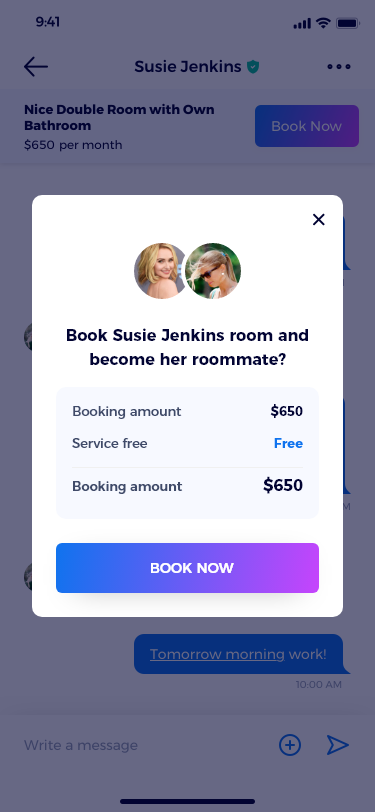 9:41
Susie Jenkins
Nice Double Room with Own
Bathroom
$650 per month
Book Now
Book Susie Jenkins room and
become her roommate?
Booking amount $650
Service free Free
Booking amount $650
BOOK NOW
Tomorrow morning work!
10:00 AM
Write a message